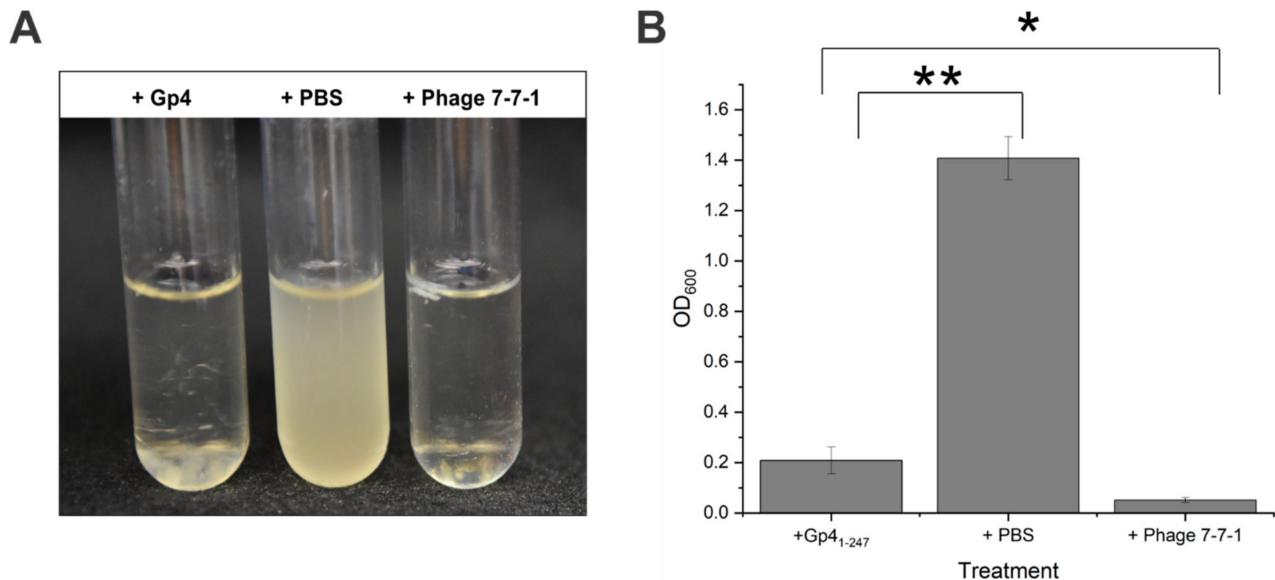 A
+ Gp4 + PBS + Phage 7-7-1
B
*
**
1.6
1.4
1.2
1.0
0.8
0.6
0.4
0.2
0.0
OD₆₀₀
+Gp4₁₋₂₄₇ + PBS + Phage 7-7-1
Treatment